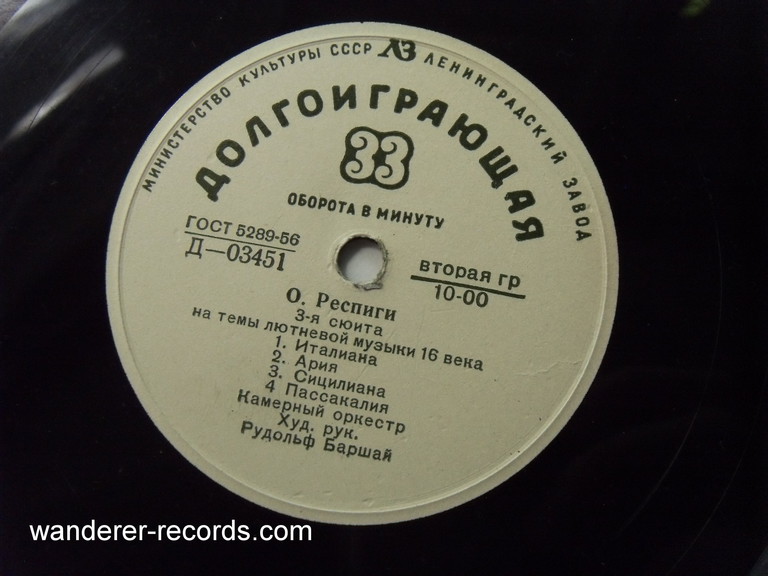 МИНИСТЕРСТВО КУЛЬТУРЫ СССР ЛЗ ЛЕНИНГРАДСКИЙ ЗАВОД
ДОЛГОИГРАЮЩАЯ
33
ОБОРОТА В МИНУТУ
ГОСТ 5289-56
Д—03451
вторая гр
10-00
О. Респиги
3-я сюита
на темы лютневой музыки 16 века
1. Италиана
2. Ария
3. Сицилиана
4 Пассакалия
Камерный оркестр
Худ. рук.
Рудольф Баршай
wanderer-records.com